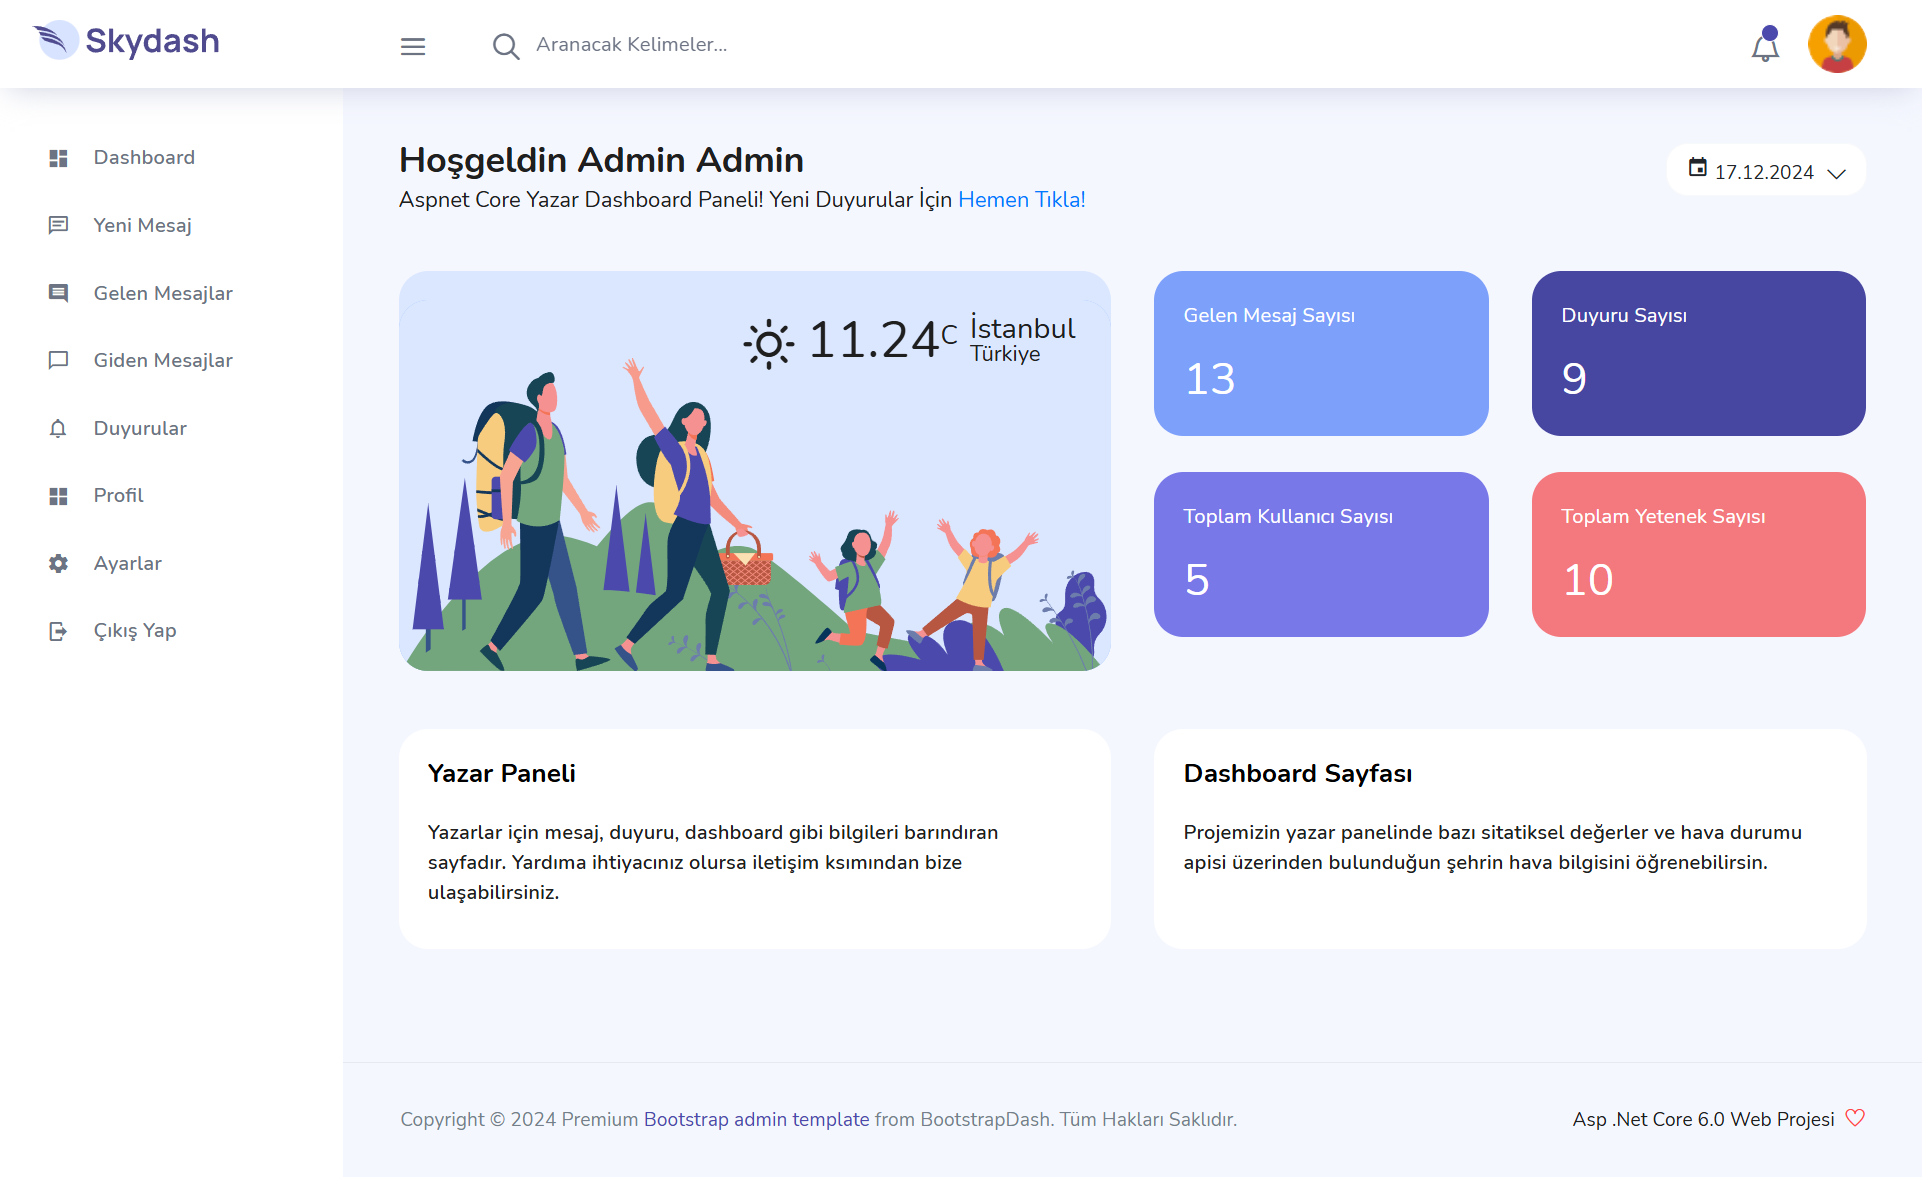 Skydash
Aranacak Kelimeler...
Dashboard
Yeni Mesaj
Gelen Mesajlar
Giden Mesajlar
Duyurular
Profil
Ayarlar
Çıkış Yap
Hoşgeldin Admin Admin
Aspnet Core Yazar Dashboard Paneli! Yeni Duyurular İçin Hemen Tıkla!
17.12.2024
11.24 C İstanbul
Türkiye
Gelen Mesaj Sayısı
13
Duyuru Sayısı
9
Toplam Kullanıcı Sayısı
5
Toplam Yetenek Sayısı
10
Yazar Paneli
Yazarlar için mesaj, duyuru, dashboard gibi bilgileri barındıran
sayfadır. Yardıma ihtiyacınız olursa iletişim ksımından bize
ulaşabilirsiniz.
Dashboard Sayfası
Projemizin yazar panelinde bazı sitatiksel değerler ve hava durumu
apisi üzerinden bulunduğun şehrin hava bilgisini öğrenebilirsin.
Copyright © 2024 Premium Bootstrap admin template from BootstrapDash. Tüm Hakları Saklıdır.
Asp .Net Core 6.0 Web Projesi